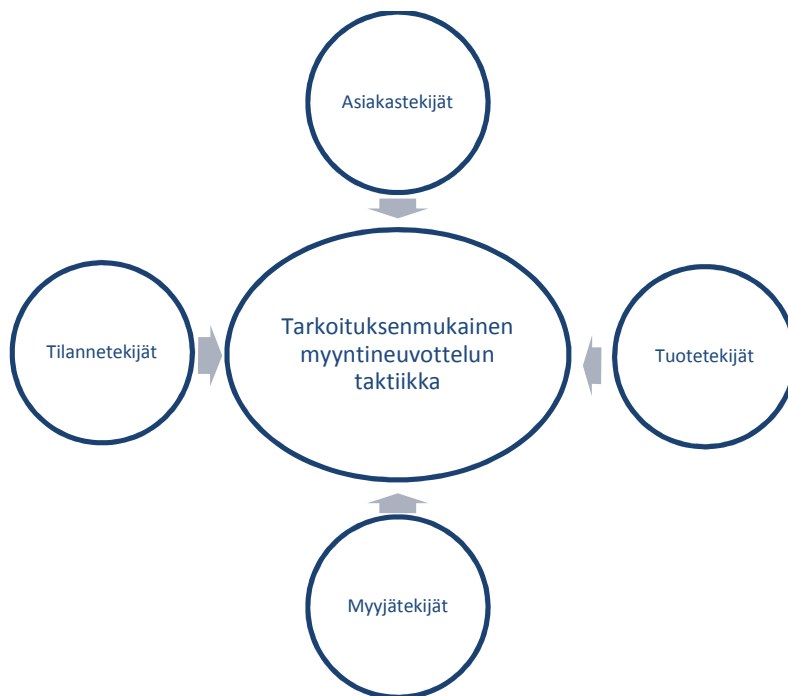 Asiakastekijät
Tilannetekijät
Tarkoituksenmukainen
myyntineuvottelun
taktiikka
Tuotetekijät
Myyjätekijät